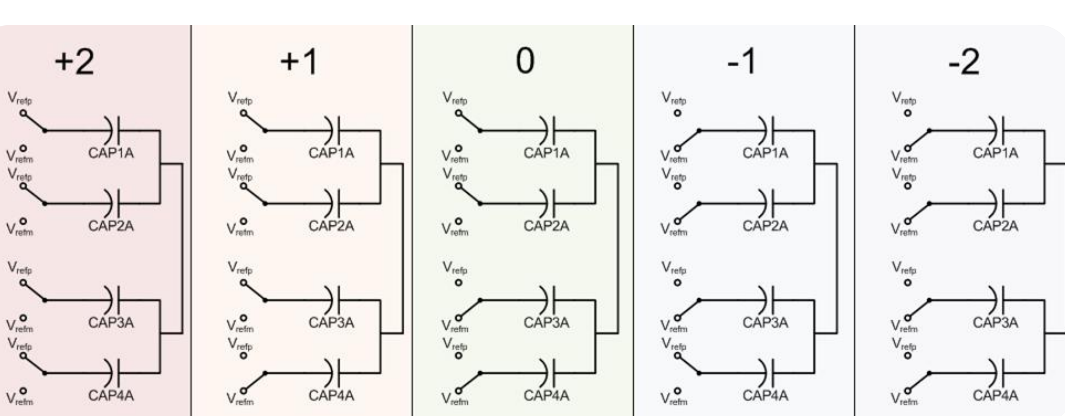 +2 +1 0 -1 -2
Vrefp Vrefp Vrefp Vrefp Vrefp
Vrefm CAP1A Vrefm CAP1A Vrefm CAP1A Vrefm CAP1A Vrefm CAP1A
Vrefp Vrefp Vrefp Vrefp Vrefp
Vrefm CAP2A Vrefm CAP2A Vrefm CAP2A Vrefm CAP2A Vrefm CAP2A
Vrefp Vrefp Vrefp Vrefp Vrefp
Vrefm CAP3A Vrefm CAP3A Vrefm CAP3A Vrefm CAP3A Vrefm CAP3A
Vrefp Vrefp Vrefp Vrefp Vrefp
Vrefm CAP4A Vrefm CAP4A Vrefm CAP4A Vrefm CAP4A Vrefm CAP4A